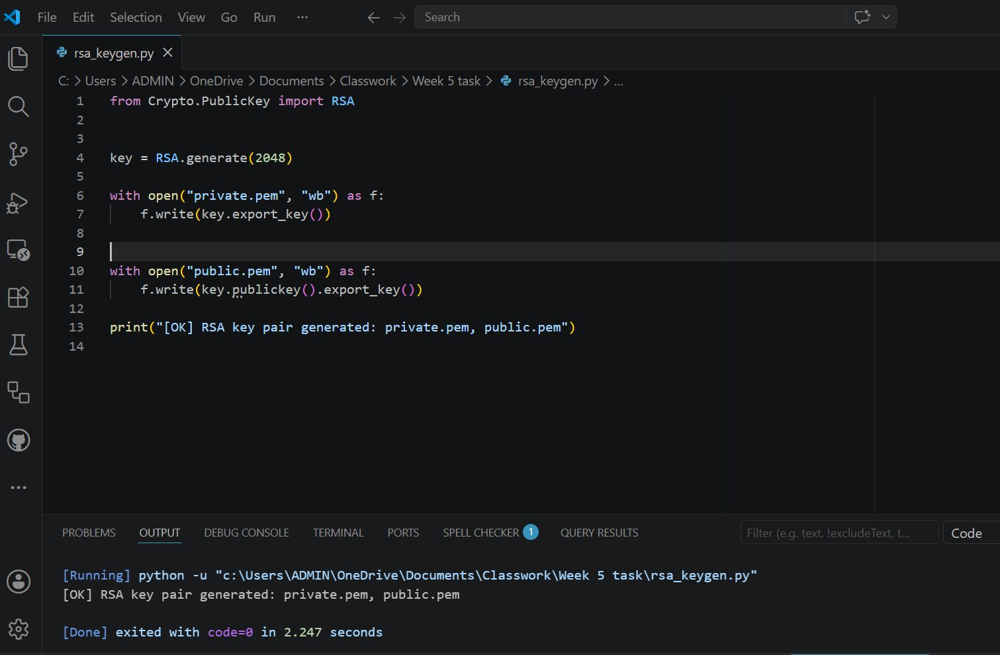 File Edit Selection View Go Run ··· Search
rsa_keygen.py
C: > Users > ADMIN > OneDrive > Documents > Classwork > Week 5 task > rsa_keygen.py > ...
1 from Crypto.PublicKey import RSA
2
3
4 key = RSA.generate(2048)
5
6 with open("private.pem", "wb") as f:
7     f.write(key.export_key())
8
9
10 with open("public.pem", "wb") as f:
11     f.write(key.publickey().export_key())
12
13 print("[OK] RSA key pair generated: private.pem, public.pem")
14
PROBLEMS OUTPUT DEBUG CONSOLE TERMINAL PORTS SPELL CHECKER 1 QUERY RESULTS Filter (e.g. text, !excludeText, t... Code
[Running] python -u "c:\Users\ADMIN\OneDrive\Documents\Classwork\Week 5 task\rsa_keygen.py"
[OK] RSA key pair generated: private.pem, public.pem
[Done] exited with code=0 in 2.247 seconds